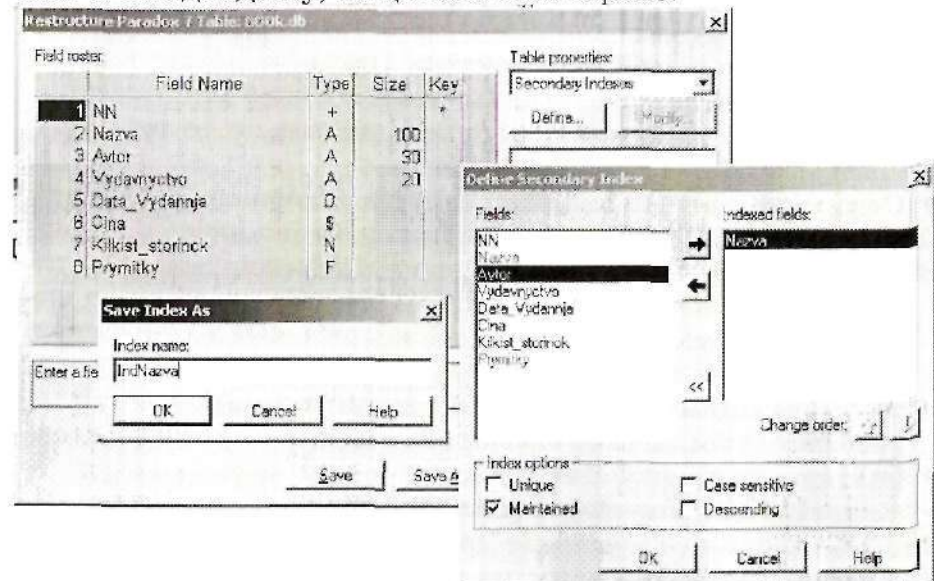 Restructure Paradox 7 Table: BOOK.db
Field roster:
Field Name Type Size Key
1 NN + *
2 Nazva A 100
3 Avtor A 30
4 Vydavnyctvo A 20
5 Data_Vydannja D
6 Cina $
7 Kilkist_storinok N
8 Prymitky F
Table properties:
Secondary Indexes
Define... Modify...
Enter a fie
Save
Save A
Save Index As
Index name:
IndNazva
OK Cancel Help
Define Secondary Index
Fields:
NN
Nazva
Avtor
Vydavnyctvo
Data_Vydannja
Cina
Kilkist_storinok
Prymitky
Indexed fields:
Nazva
<<
Change order:
Index options
Unique
Case sensitive
Maintained
Descending
OK Cancel Help